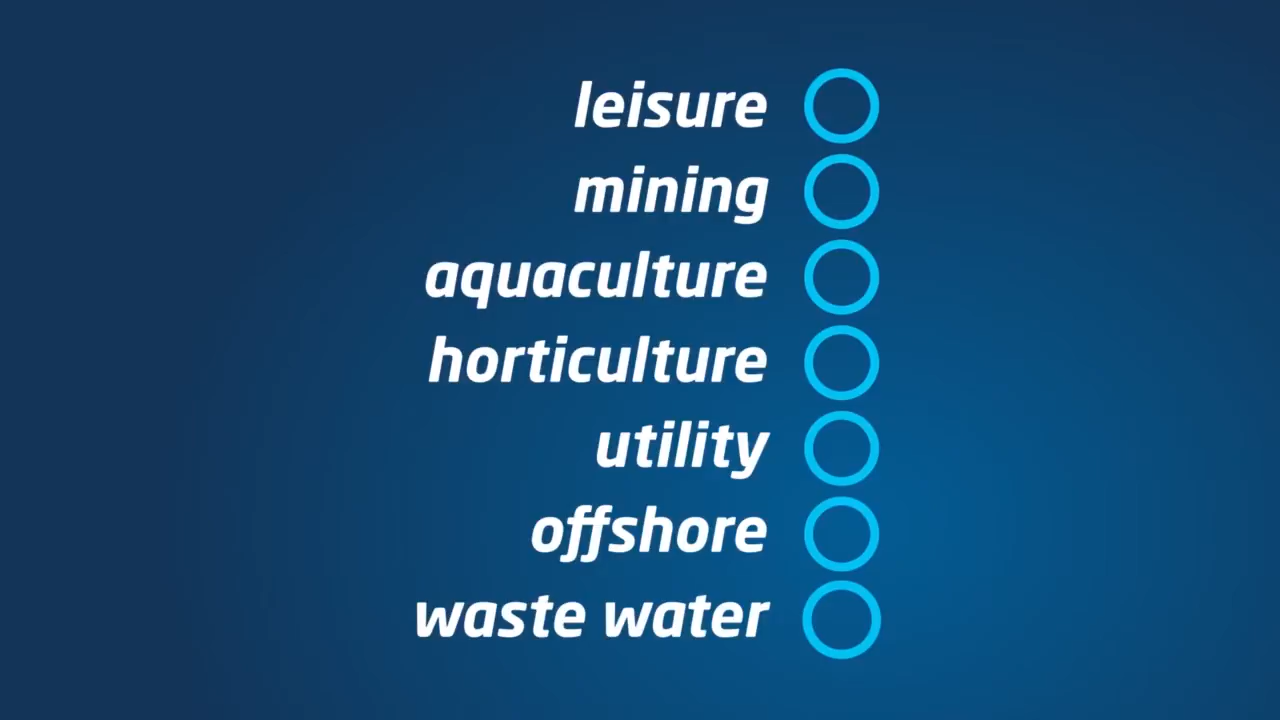 leisure
mining
aquaculture
horticulture
utility
offshore
waste water